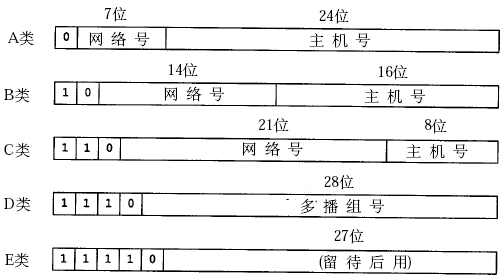 7位 24位
A类 0 网络号 主机号
14位 16位
B类 1 0 网络号 主机号
21位 8位
C类 1 1 0 网络号 主机号
28位
D类 1 1 1 0 多播组号
27位
E类 1 1 1 1 0 (留待后用)